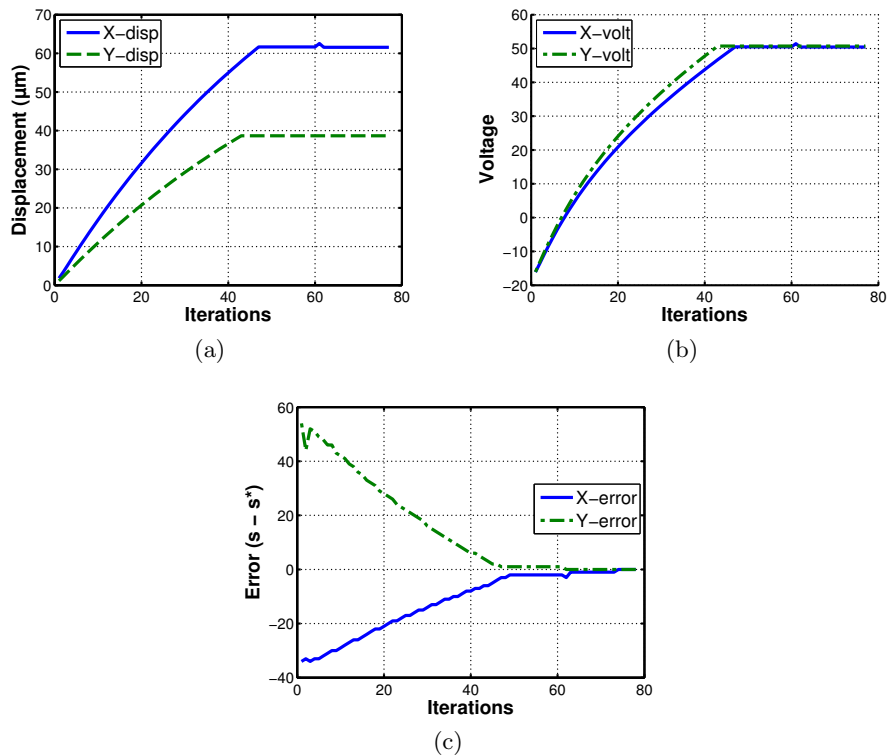 70
60
50
40
30
20
10
0
0
20
40
60
80
Displacement (µm)
Iterations
X−disp
Y−disp
(a)
60
50
40
30
20
10
0
−10
−20
0
20
40
60
80
Voltage
Iterations
X−volt
Y−volt
(b)
60
40
20
0
−20
−40
0
20
40
60
80
Error (s − s*)
Iterations
X−error
Y−error
(c)